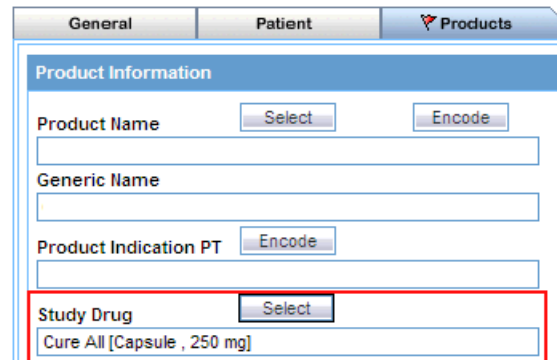 General Patient Products
Product Information
Product Name Select Encode
Generic Name
Product Indication PT Encode
Study Drug Select
Cure All [Capsule , 250 mg]